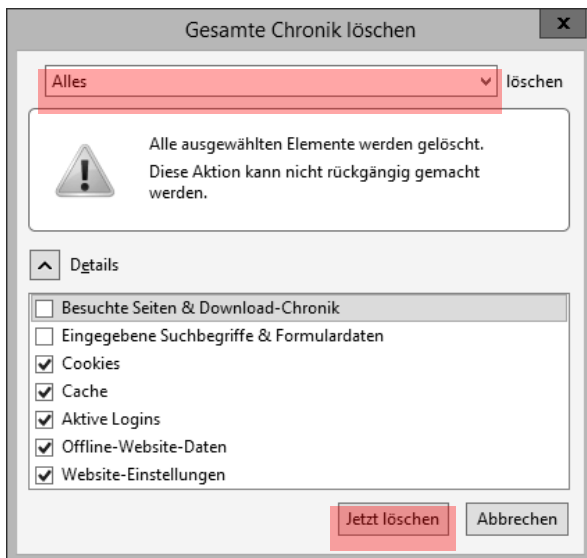 Gesamte Chronik löschen
x
Alles löschen
Alle ausgewählten Elemente werden gelöscht.
Diese Aktion kann nicht rückgängig gemacht
werden.
Details
Besuchte Seiten & Download-Chronik
Eingegebene Suchbegriffe & Formulardaten
Cookies
Cache
Aktive Logins
Offline-Website-Daten
Website-Einstellungen
Jetzt löschen Abbrechen